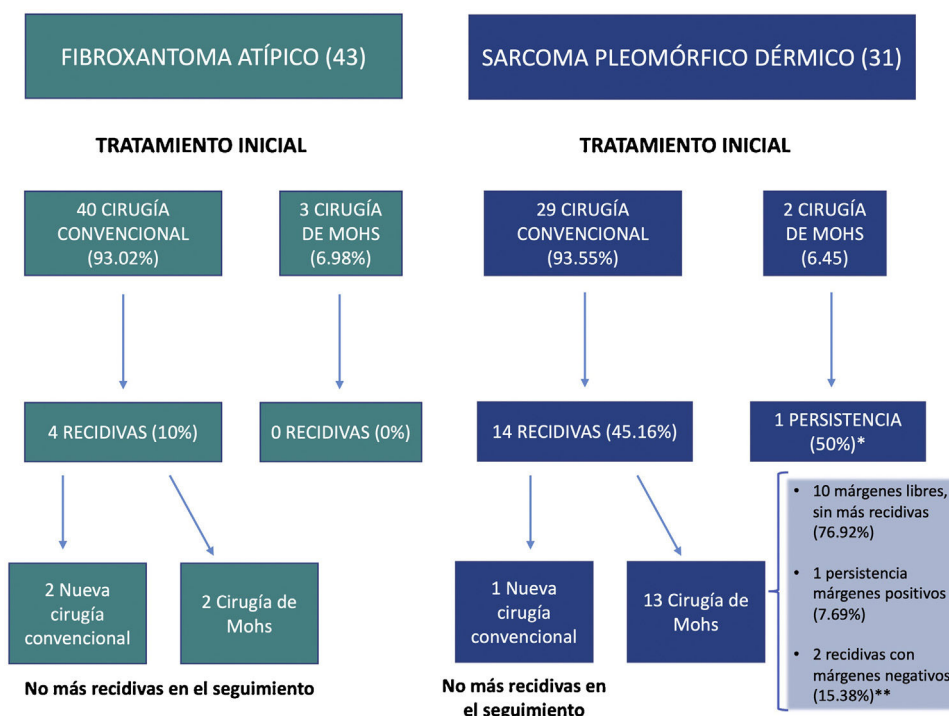 FIBROXANTOMA ATÍPICO (43)
TRATAMIENTO INICIAL
40 CIRUGÍA
CONVENCIONAL
(93.02%)
3 CIRUGÍA
DE MOHS
(6.98%)
4 RECIDIVAS (10%)
0 RECIDIVAS (0%)
2 Nueva
cirugía
convencional
2 Cirugía de
Mohs
No más recidivas en el seguimiento
SARCOMA PLEOMÓRFICO DÉRMICO (31)
TRATAMIENTO INICIAL
29 CIRUGÍA
CONVENCIONAL
(93.55%)
2 CIRUGÍA
DE MOHS
(6.45)
14 RECIDIVAS (45.16%)
1 PERSISTENCIA
(50%)*
1 Nueva
cirugía
convencional
13 Cirugía de
Mohs
• 10 márgenes libres,
sin más recidivas
(76.92%)
• 1 persistencia
márgenes positivos
(7.69%)
• 2 recidivas con
márgenes negativos
(15.38%)**
No más recidivas en
el seguimiento